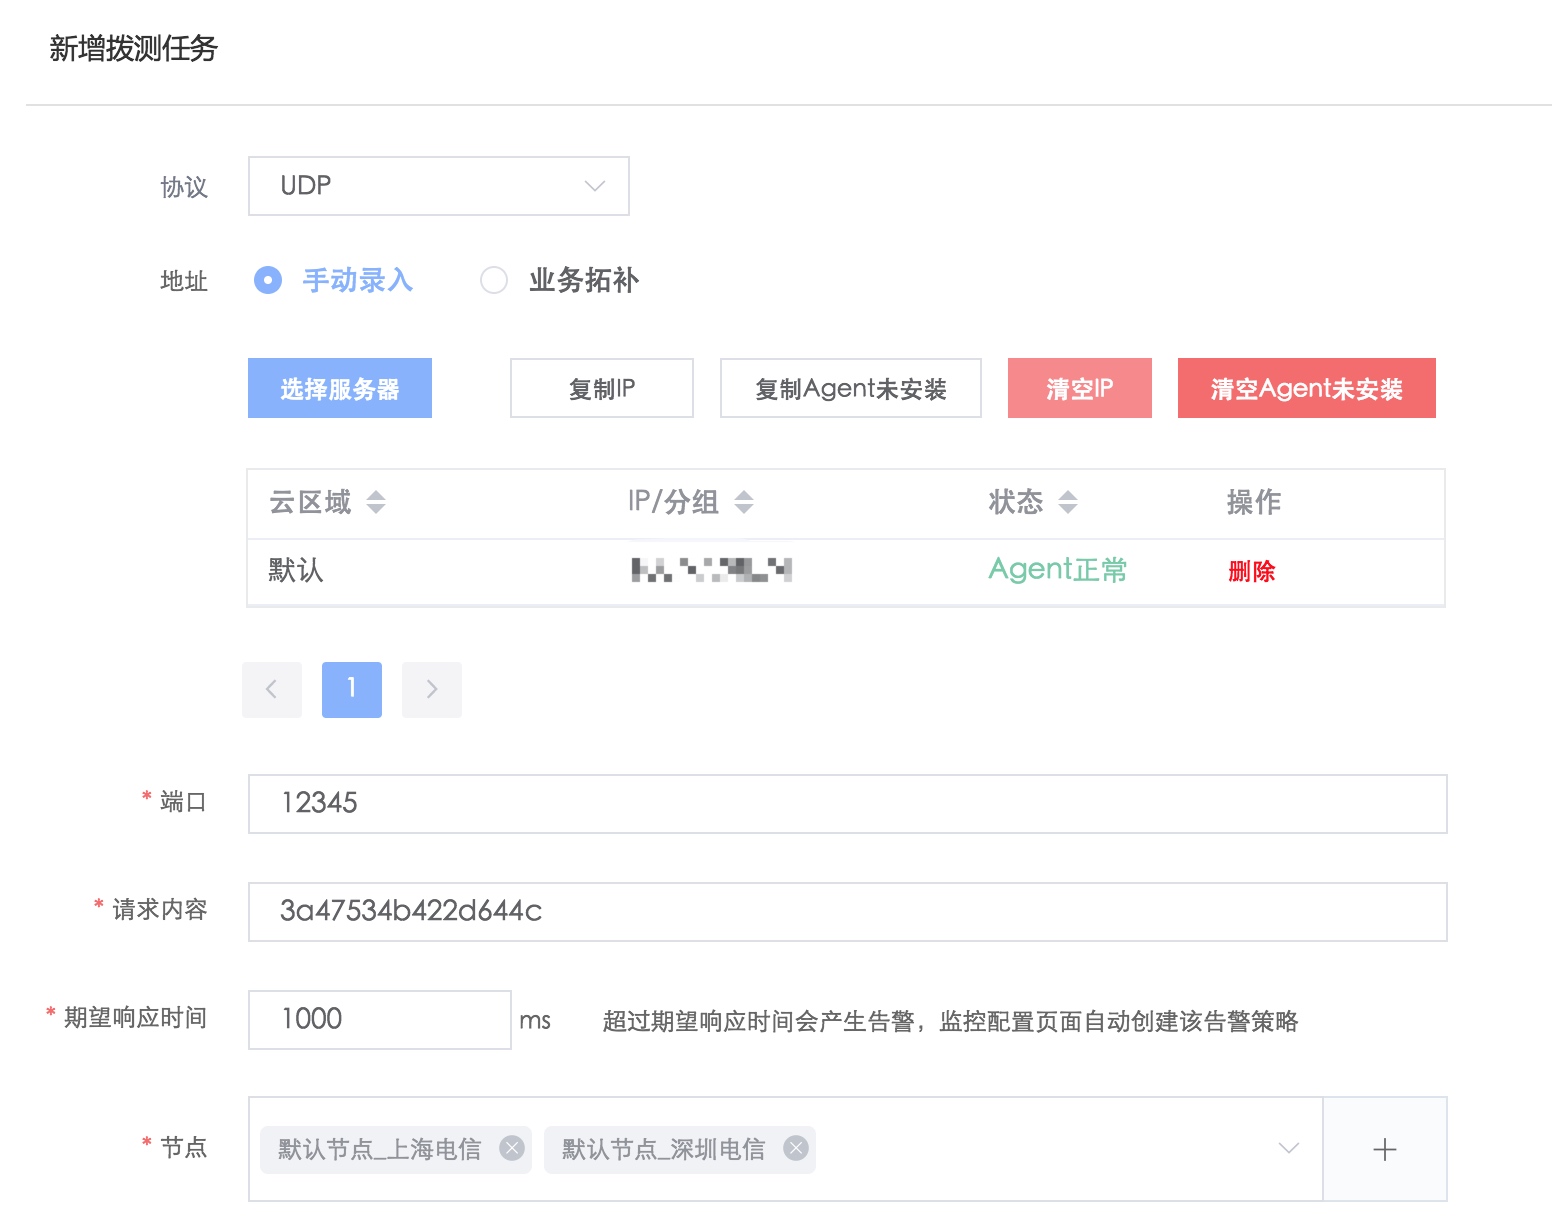 新增拨测任务
协议 UDP
地址 手动录入 业务拓补
选择服务器 复制IP 复制Agent未安装 清空IP 清空Agent未安装
云区域 IP/分组 状态 操作
默认 Agent正常 删除
1
* 端口 12345
* 请求内容 3a47534b422d644c
* 期望响应时间 1000 ms 超过期望响应时间会产生告警，监控配置页面自动创建该告警策略
* 节点 默认节点_上海电信 默认节点_深圳电信